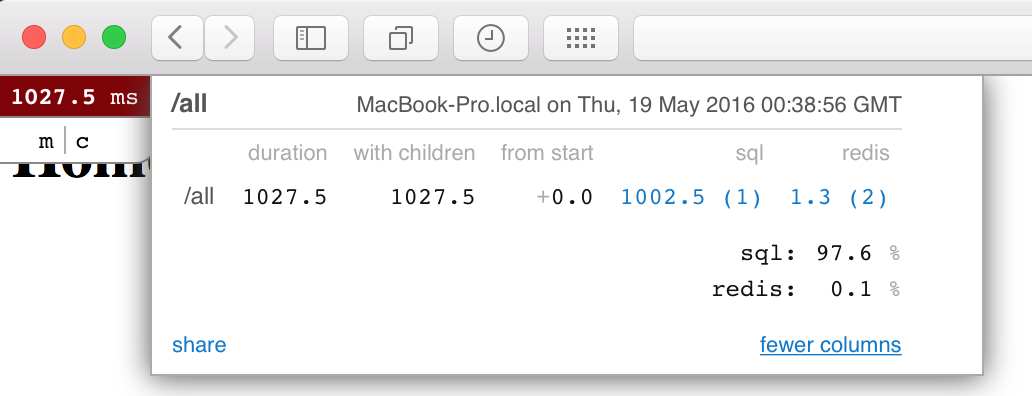 1027.5 ms
m | c
/all MacBook-Pro.local on Thu, 19 May 2016 00:38:56 GMT
duration with children from start sql redis
/all 1027.5 1027.5 +0.0 1002.5 (1) 1.3 (2)
sql: 97.6 %
redis: 0.1 %
share fewer columns